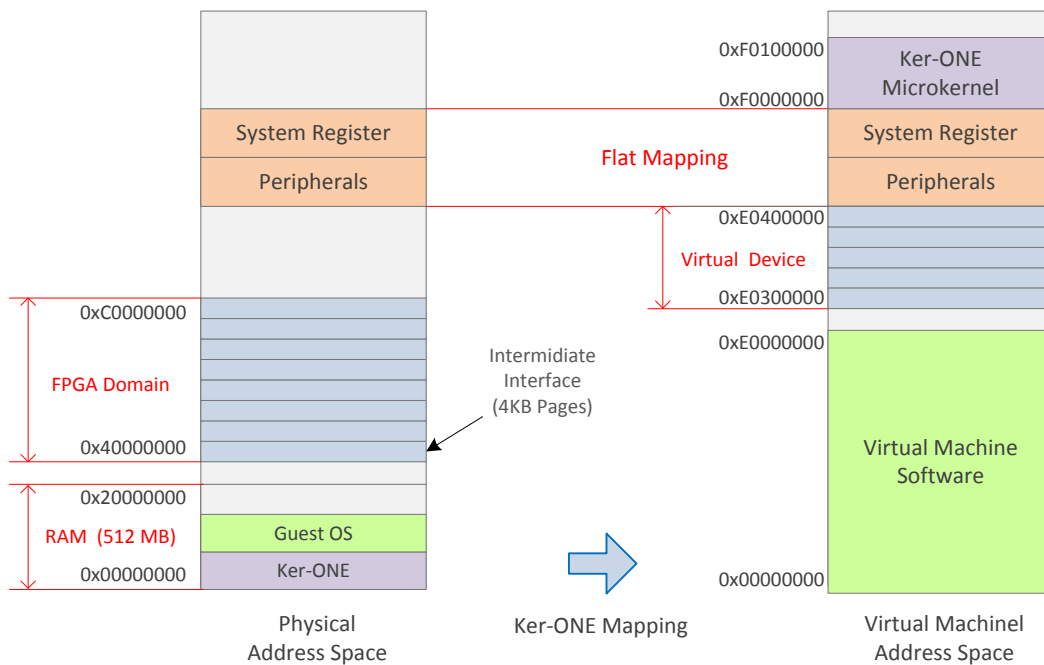 0xF0100000
Ker-ONE
Microkernel
0xF0000000
System Register
System Register
Flat Mapping
Peripherals
Peripherals
0xE0400000
Virtual Device
0xE0300000
0xC0000000
0xE0000000
Intermidiate
Interface
(4KB Pages)
FPGA Domain
0x40000000
Virtual Machine
Software
0x20000000
RAM (512 MB)
Guest OS
0x00000000
Ker-ONE
0x00000000
Physical
Address Space
Ker-ONE Mapping
Virtual Machinel
Address Space